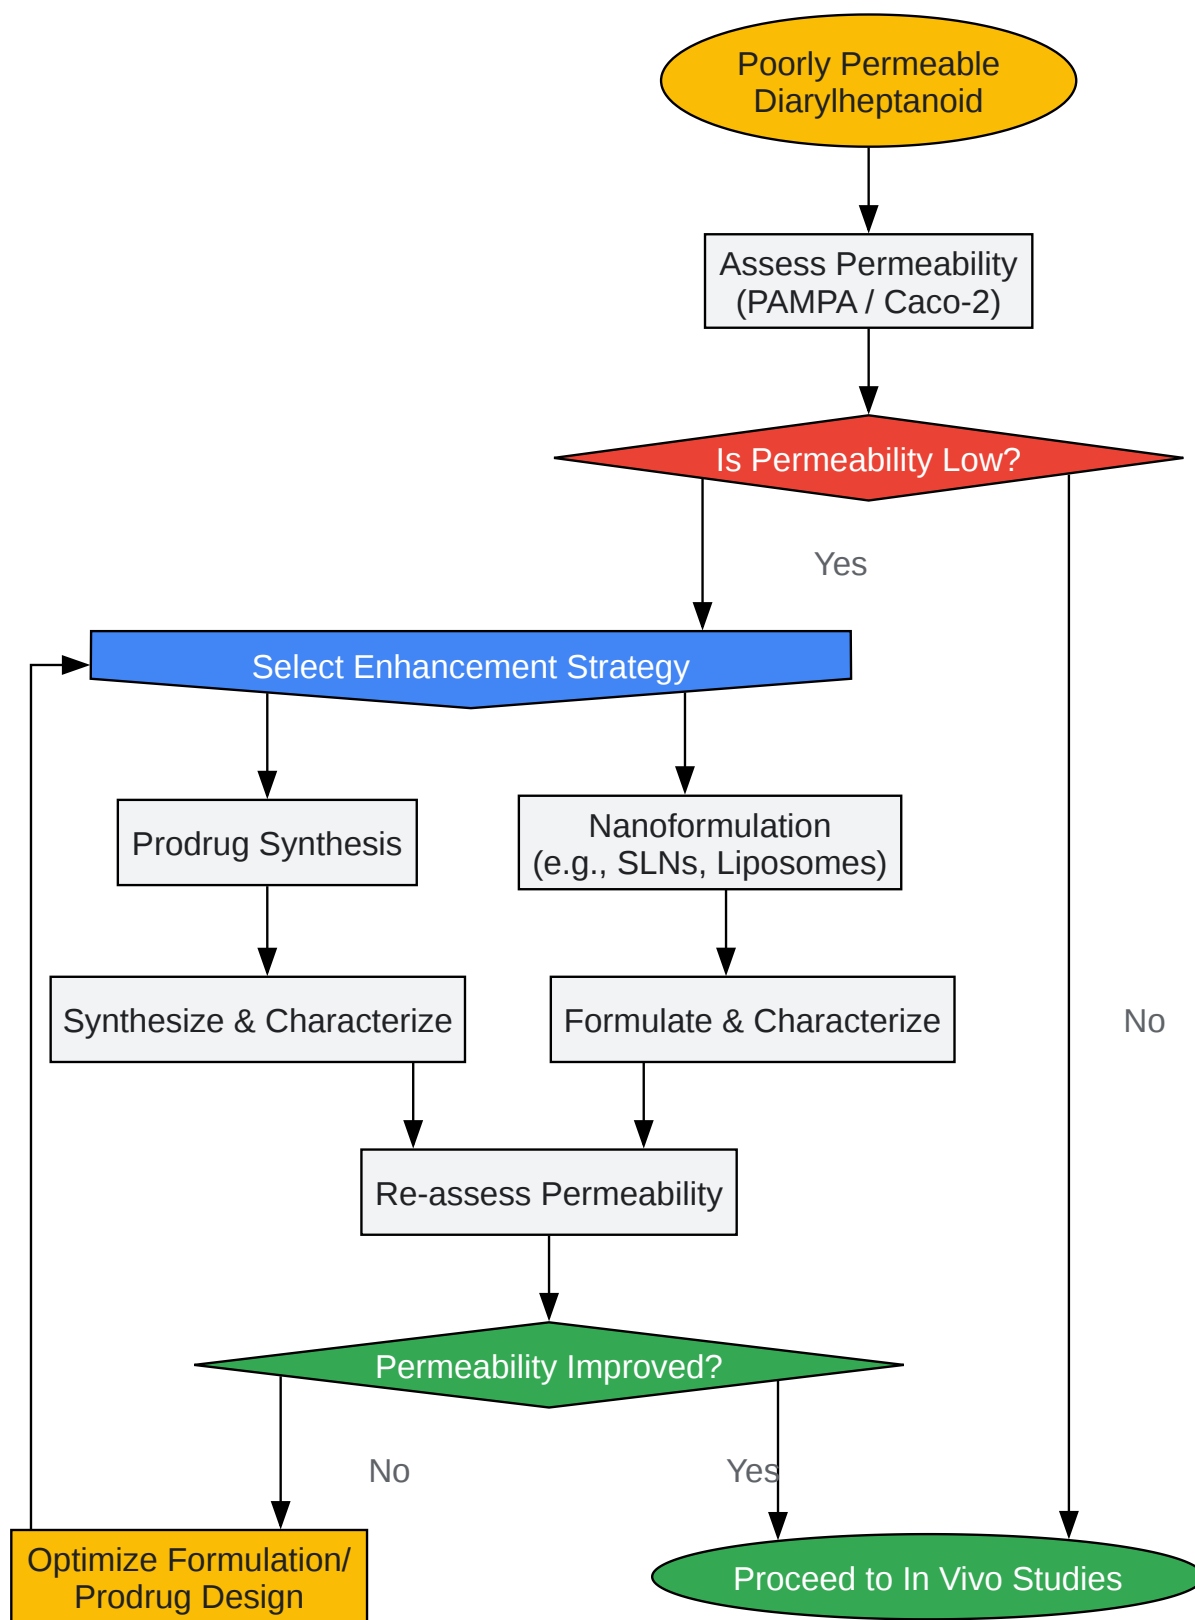 Poorly Permeable
Diarylheptanoid
Assess Permeability
(PAMPA / Caco-2)
Is Permeability Low?
Yes
Select Enhancement Strategy
Prodrug Synthesis
Nanoformulation
(e.g., SLNs, Liposomes)
Synthesize & Characterize
Formulate & Characterize
No
Re-assess Permeability
Permeability Improved?
No
Yes
Optimize Formulation/
Prodrug Design
Proceed to In Vivo Studies